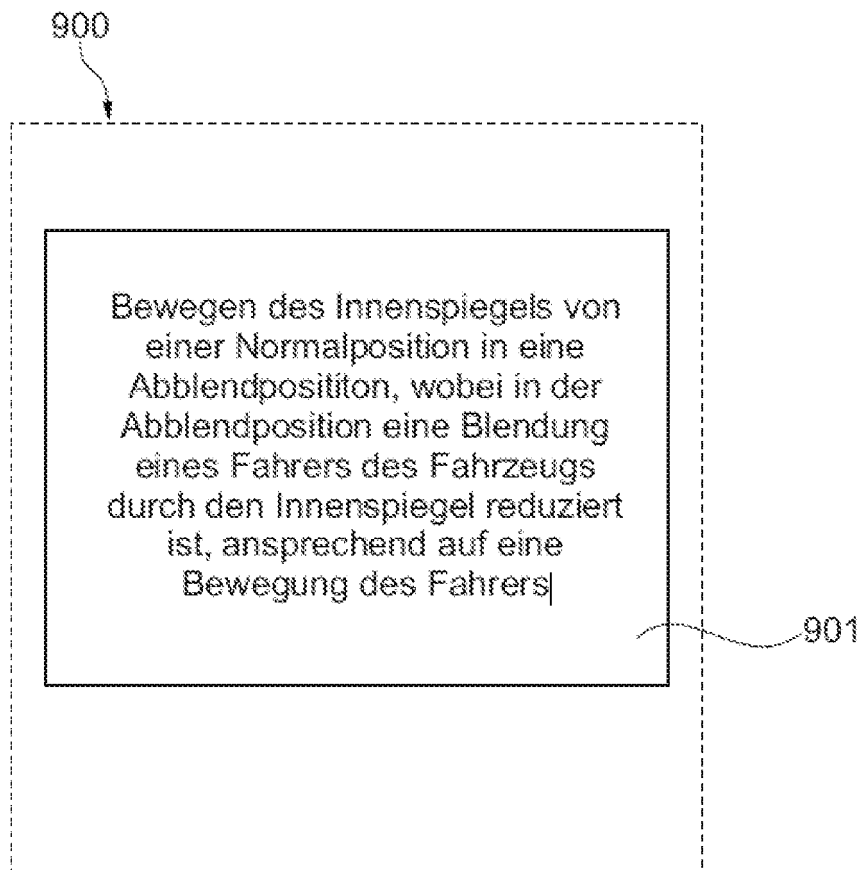 900
Bewegen des Innenspiegels von
einer Normalposition in eine
Abblendposititon, wobei in der
Abblendposition eine Blendung
eines Fahrers des Fahrzeugs
durch den Innenspiegel reduziert
ist, ansprechend auf eine
Bewegung des Fahrers
901